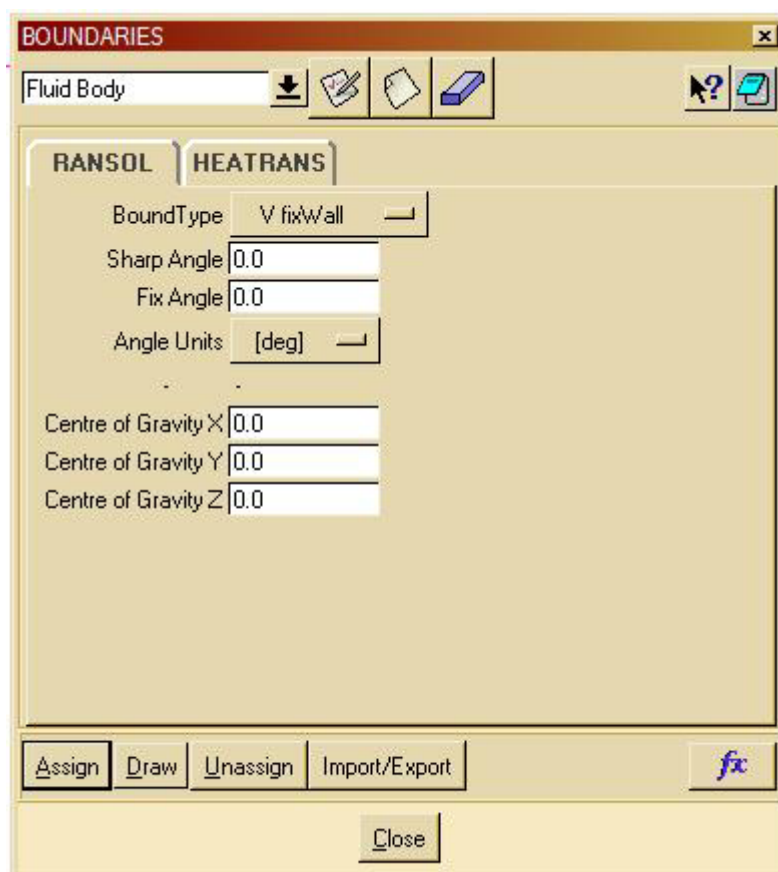 BOUNDARIES
Fluid Body
?
RANSOL HEATRANS
BoundType V fixWall
Sharp Angle 0.0
Fix Angle 0.0
Angle Units [deg]
- -
Centre of Gravity X 0.0
Centre of Gravity Y 0.0
Centre of Gravity Z 0.0
Assign Draw Unassign Import/Export fx
Close